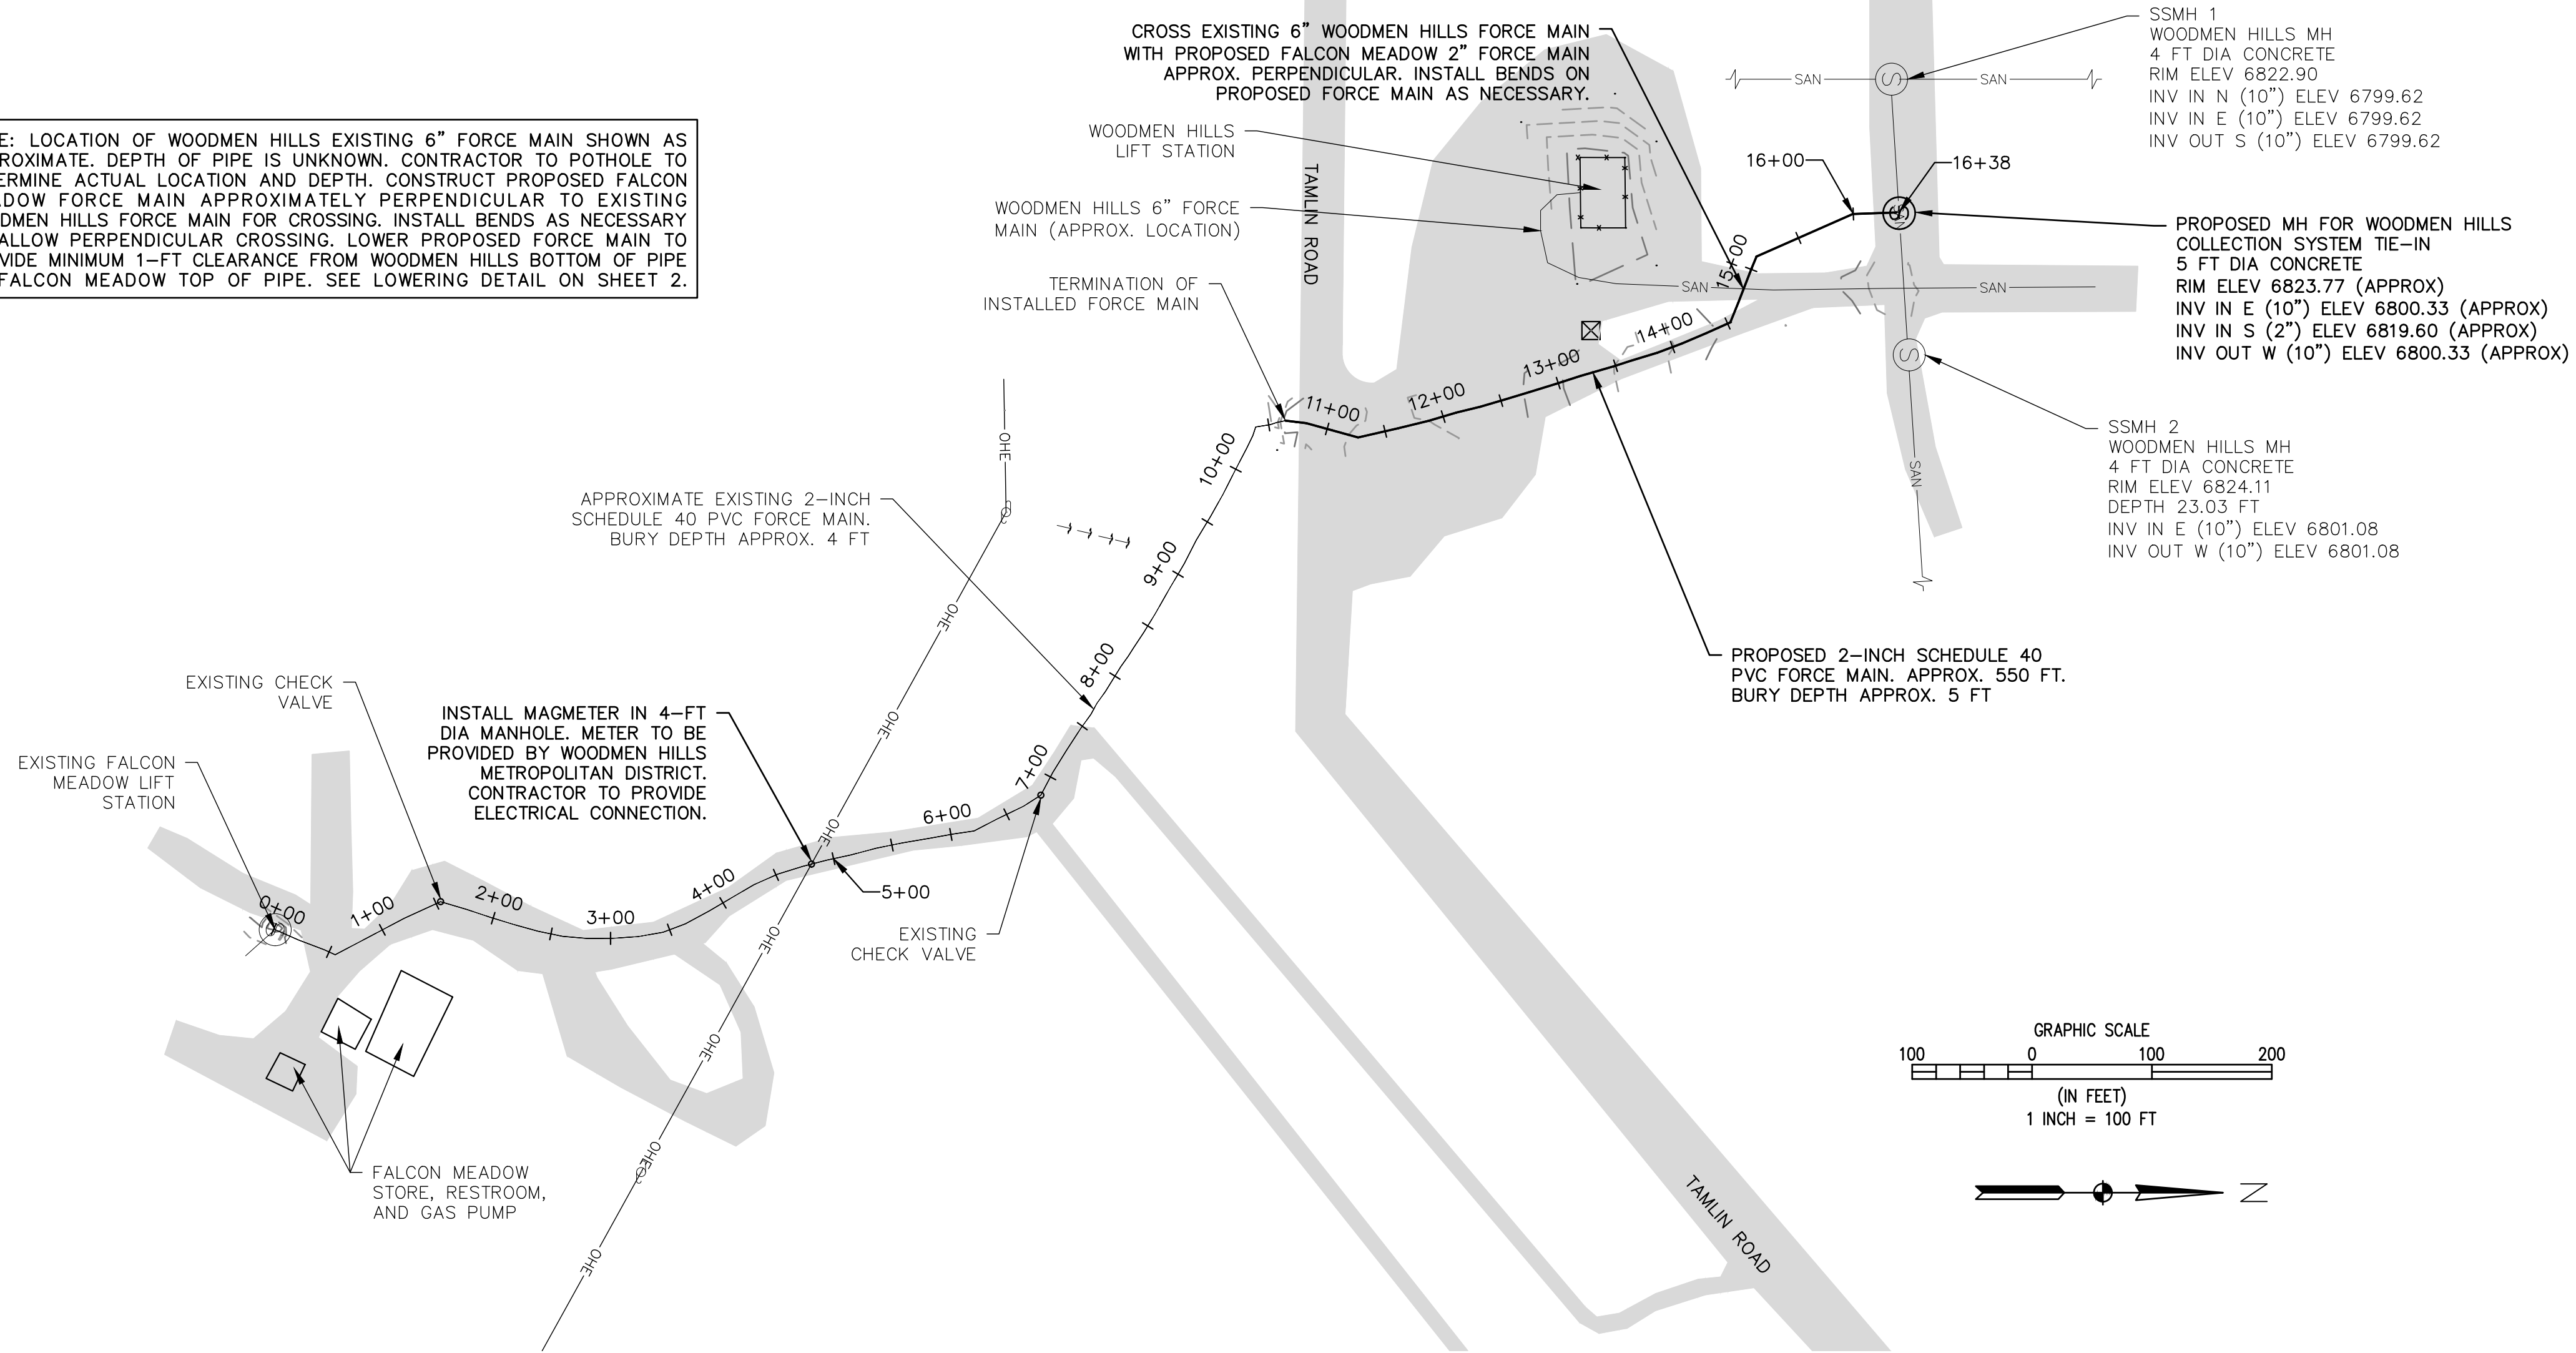 E: LOCATION OF WOODMEN HILLS EXISTING 6" FORCE MAIN SHOWN AS
ROXIMATE. DEPTH OF PIPE IS UNKNOWN. CONTRACTOR TO POTHOLE TO
ERMINE ACTUAL LOCATION AND DEPTH. CONSTRUCT PROPOSED FALCON
DOW FORCE MAIN APPROXIMATELY PERPENDICULAR TO EXISTING
DMEN HILLS FORCE MAIN FOR CROSSING. INSTALL BENDS AS NECESSARY
ALLOW PERPENDICULAR CROSSING. LOWER PROPOSED FORCE MAIN TO
VIDE MINIMUM 1-FT CLEARANCE FROM WOODMEN HILLS BOTTOM OF PIPE
FALCON MEADOW TOP OF PIPE. SEE LOWERING DETAIL ON SHEET 2.
CROSS EXISTING 6" WOODMEN HILLS FORCE MAIN
WITH PROPOSED FALCON MEADOW 2" FORCE MAIN
APPROX. PERPENDICULAR. INSTALL BENDS ON
PROPOSED FORCE MAIN AS NECESSARY.
WOODMEN HILLS
LIFT STATION
WOODMEN HILLS 6" FORCE
MAIN (APPROX. LOCATION)
TERMINATION OF
INSTALLED FORCE MAIN
TAMLIN ROAD
SAN
SAN
SSMH 1
WOODMEN HILLS MH
4 FT DIA CONCRETE
RIM ELEV 6822.90
INV IN N (10") ELEV 6799.62
INV IN E (10") ELEV 6799.62
INV OUT S (10") ELEV 6799.62
S
16+00
16+38
SAN
S
PROPOSED MH FOR WOODMEN HILLS
COLLECTION SYSTEM TIE-IN
5 FT DIA CONCRETE
RIM ELEV 6823.77 (APPROX)
INV IN E (10") ELEV 6800.33 (APPROX)
INV IN S (2") ELEV 6819.60 (APPROX)
INV OUT W (10") ELEV 6800.33 (APPROX)
15+00
SAN
SAN
S
14+00
13+00
12+00
11+00
10+00
9+00
8+00
7+00
6+00
5+00
4+00
3+00
2+00
1+00
0+00
SSMH 2
WOODMEN HILLS MH
4 FT DIA CONCRETE
RIM ELEV 6824.11
DEPTH 23.03 FT
INV IN E (10") ELEV 6801.08
INV OUT W (10") ELEV 6801.08
SAN
OHE
APPROXIMATE EXISTING 2-INCH
SCHEDULE 40 PVC FORCE MAIN.
BURY DEPTH APPROX. 4 FT
OHE
OHE
OHE
OHE
OHE
OHE
OHE
PROPOSED 2-INCH SCHEDULE 40
PVC FORCE MAIN. APPROX. 550 FT.
BURY DEPTH APPROX. 5 FT
EXISTING CHECK
VALVE
INSTALL MAGMETER IN 4-FT
DIA MANHOLE. METER TO BE
PROVIDED BY WOODMEN HILLS
METROPOLITAN DISTRICT.
CONTRACTOR TO PROVIDE
ELECTRICAL CONNECTION.
EXISTING FALCON
MEADOW LIFT
STATION
EXISTING
CHECK VALVE
FALCON MEADOW
STORE, RESTROOM,
AND GAS PUMP
TAMLIN ROAD
GRAPHIC SCALE
100 0 100 200
(IN FEET)
1 INCH = 100 FT
N